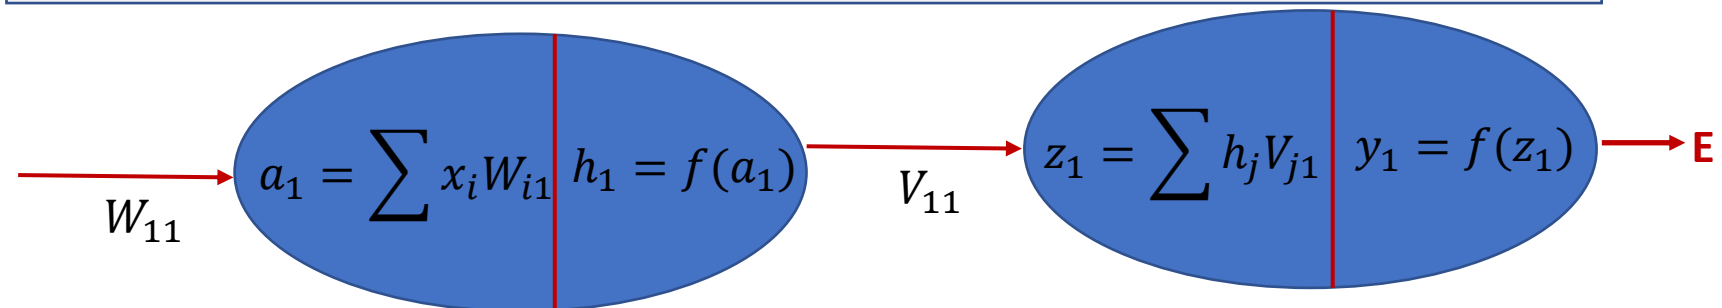 W₁₁
a₁ = ∑ xᵢWᵢ₁
h₁ = f(a₁)
V₁₁
z₁ = ∑ hⱼVⱼ₁
y₁ = f(z₁)
E